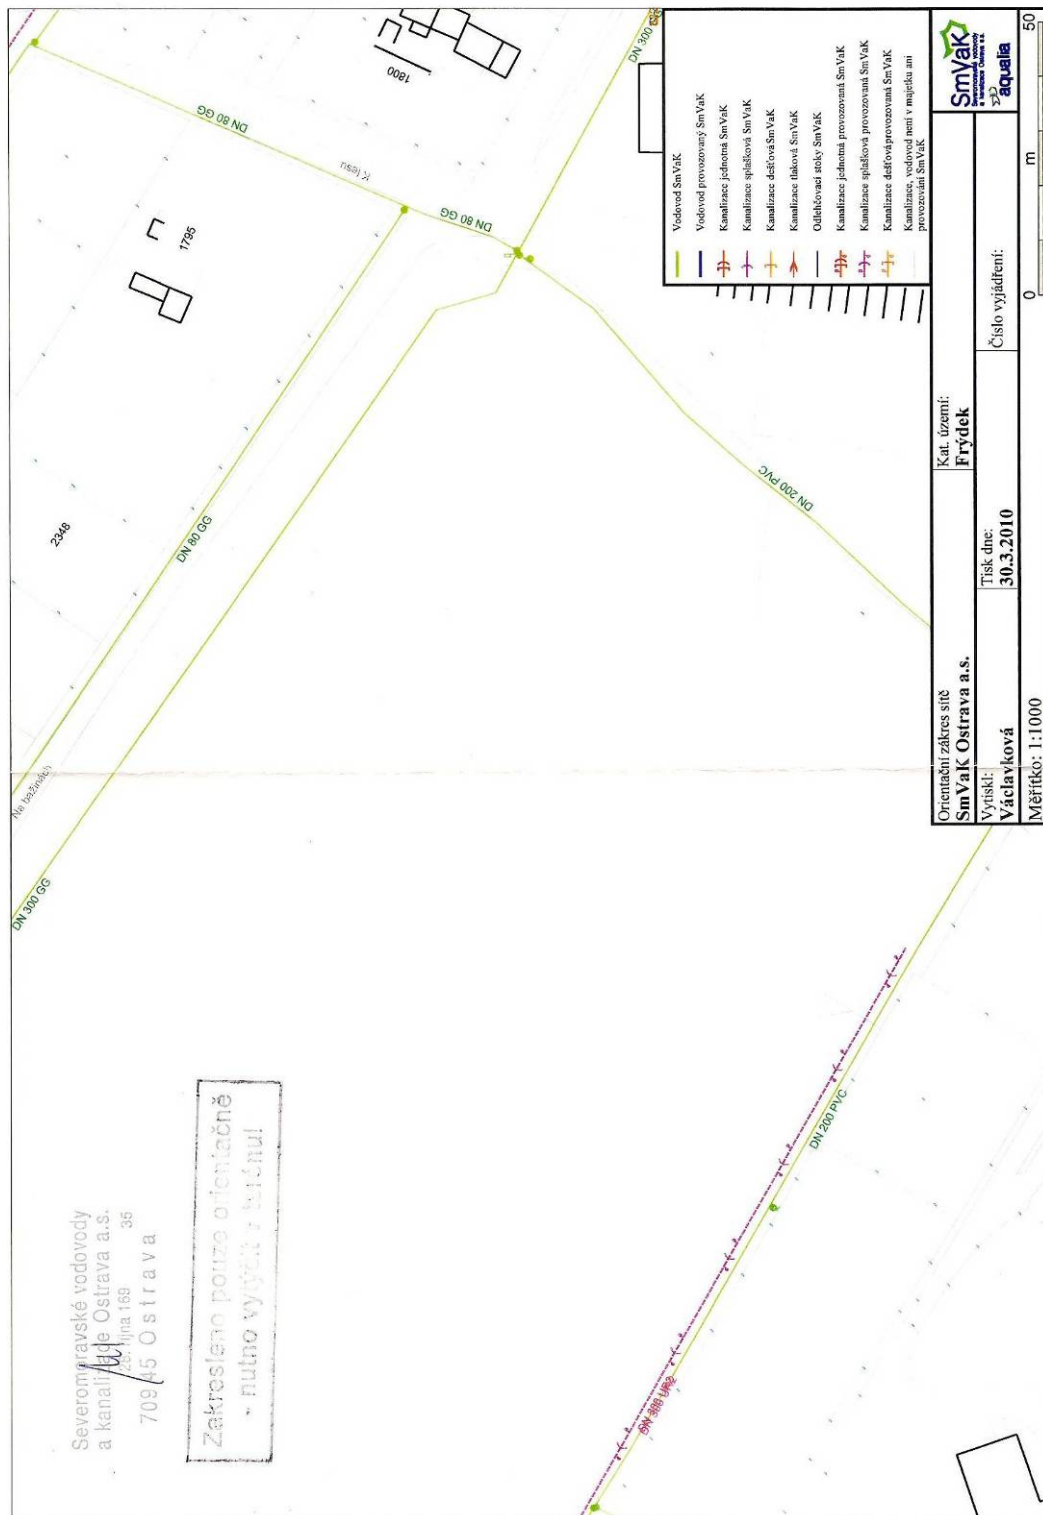 DN 80 GG
K lesu
DN 80 GG
1800
DN 300
1795
2348
DN 80 GG
Na bažinách
DN 300 GG
DN 200 PVC
DN 200 PVC
Vodovod SmVaK
Vodovod provozovaný SmVaK
Kanalizace jednotná SmVaK
Kanalizace splašková SmVaK
Kanalizace dešťová SmVaK
Kanalizace tlaková SmVaK
Odlehčovací stoky SmVaK
Kanalizace jednotná provozovaná SmVaK
Kanalizace splašková provozovaná SmVaK
Kanalizace dešťová provozovaná SmVaK
Kanalizace, vodovod není v majetku ani
provozování SmVaK
Orientační zákres sítě
SmVaK Ostrava a.s.
Kat. území:
Frýdek
SmVaK
Severomoravské vodovody
a kanalizace Ostrava a.s.
aqualia
Vytiskl:
Václavková
Tisk dne:
30.3.2010
Číslo vyjádření:
Měřítko: 1:1000
0 m 50
Severomoravské vodovody
a kanalizace Ostrava a.s.
28. října 169 35
709 45 Ostrava
Zakresleno pouze orientačně
- nutno vytýčit v terénu!